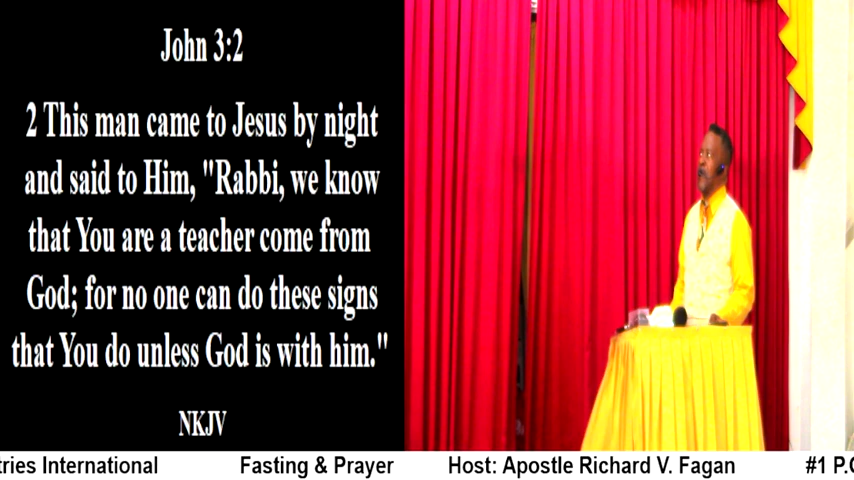 John 3:2
2 This man came to Jesus by night
and said to Him, "Rabbi, we know
that You are a teacher come from
God; for no one can do these signs
that You do unless God is with him."
NKJV
tries International Fasting & Prayer Host: Apostle Richard V. Fagan #1 P.